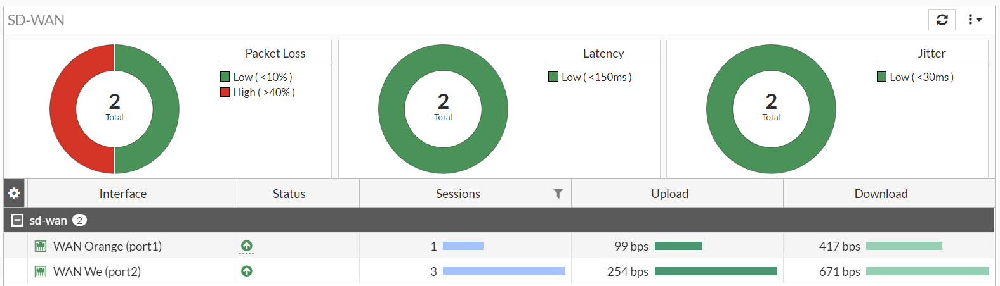 SD-WAN
Packet Loss
Low ( <10% )
High ( >40% )
2
Total
Latency
Low ( <150ms )
2
Total
Jitter
Low ( <30ms )
2
Total
Interface Status Sessions Upload Download
sd-wan 2
WAN Orange (port1) 1 99 bps 417 bps
WAN We (port2) 3 254 bps 671 bps